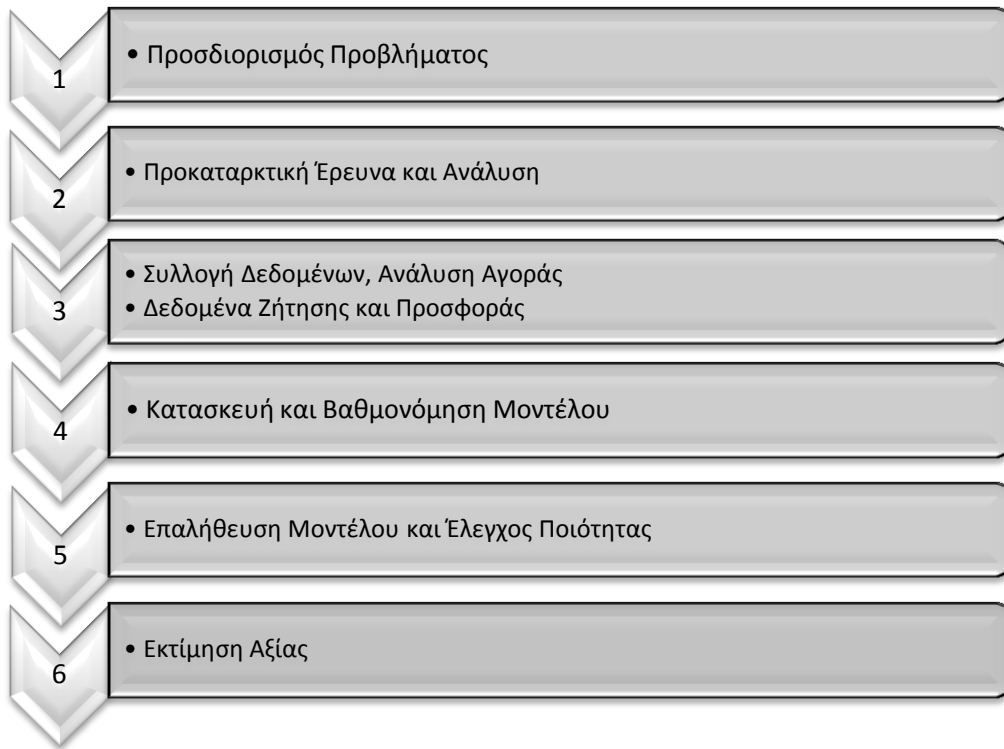 1
• Προσδιορισμός Προβλήματος
2
• Προκαταρκτική Έρευνα και Ανάλυση
3
• Συλλογή Δεδομένων, Ανάλυση Αγοράς
• Δεδομένα Ζήτησης και Προσφοράς
4
• Κατασκευή και Βαθμονόμηση Μοντέλου
5
• Επαλήθευση Μοντέλου και Έλεγχος Ποιότητας
6
• Εκτίμηση Αξίας